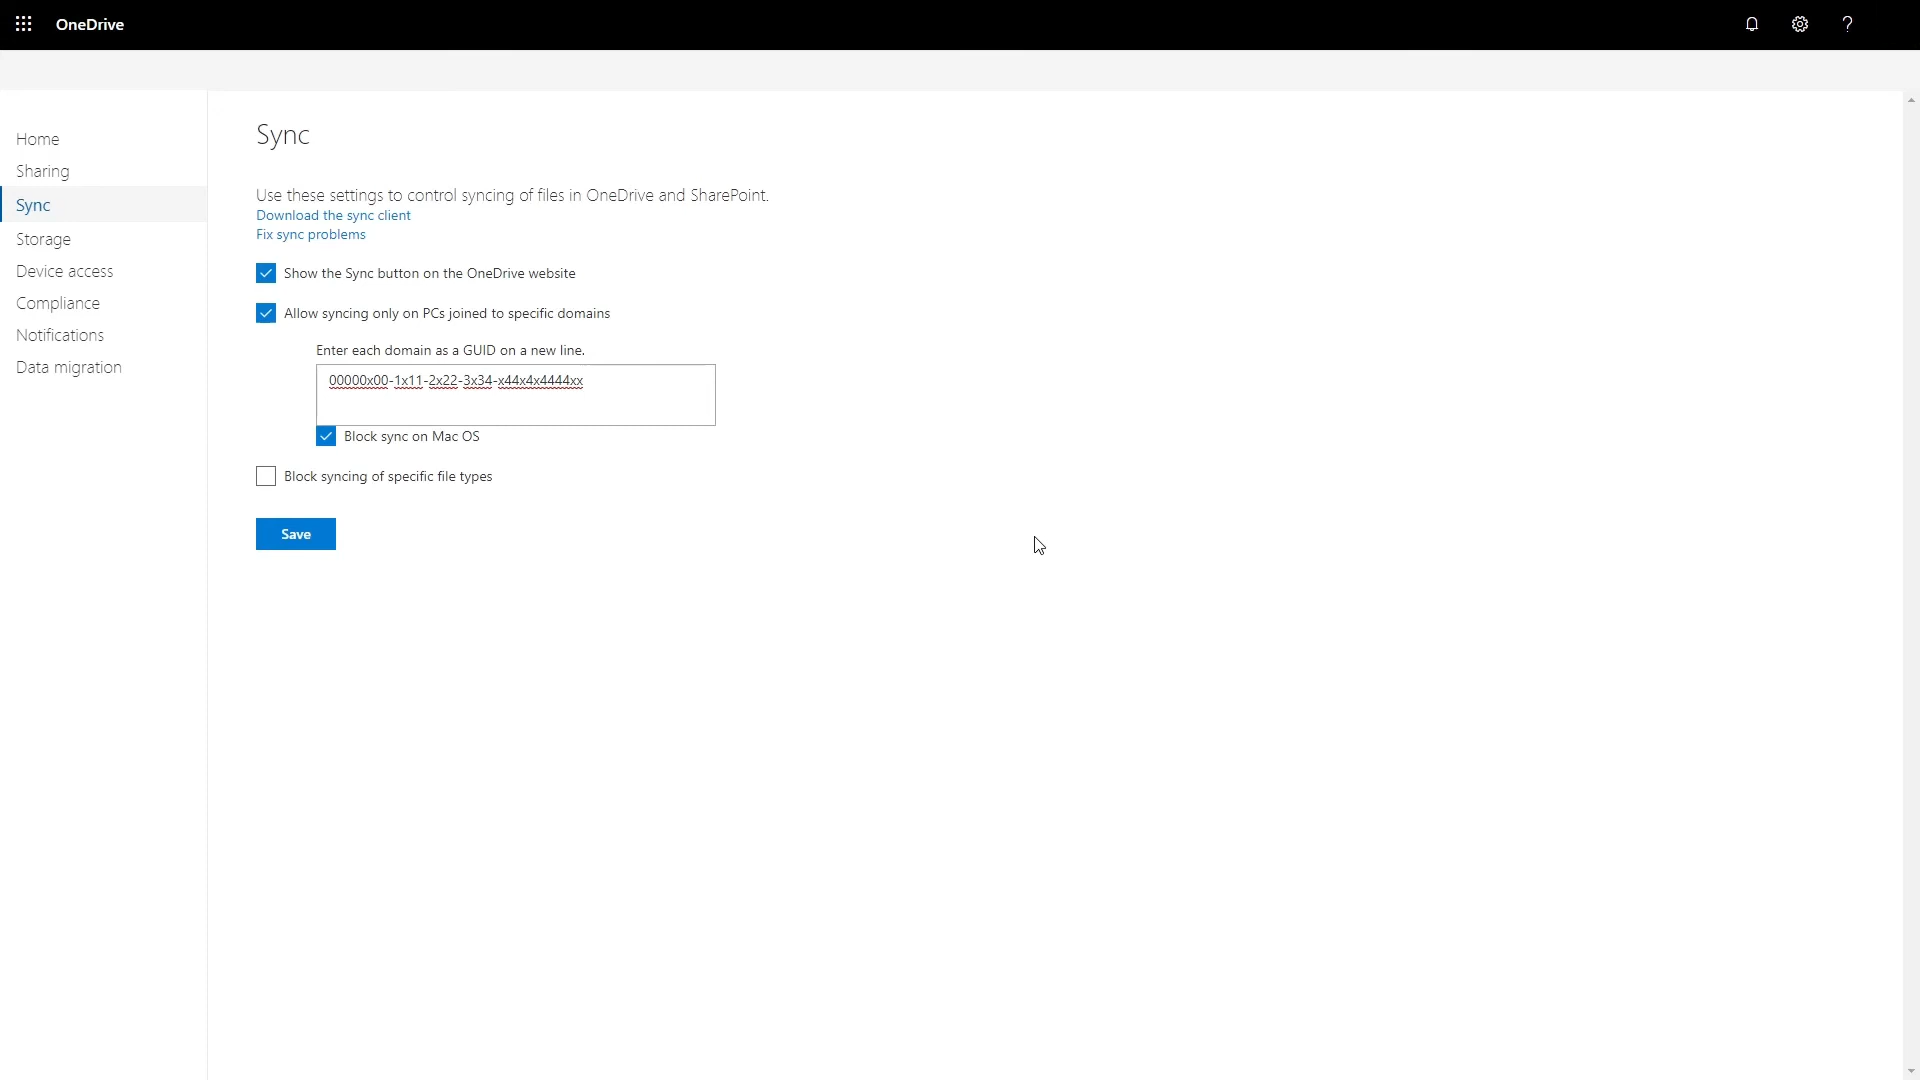 OneDrive
?
Home
Sharing
Sync
Storage
Device access
Compliance
Notifications
Data migration
Sync
Use these settings to control syncing of files in OneDrive and SharePoint.
Download the sync client
Fix sync problems
Show the Sync button on the OneDrive website
Allow syncing only on PCs joined to specific domains
Enter each domain as a GUID on a new line.
00000x00-1x11-2x22-3x34-x44x4x4444xx
Block sync on Mac OS
Block syncing of specific file types
Save